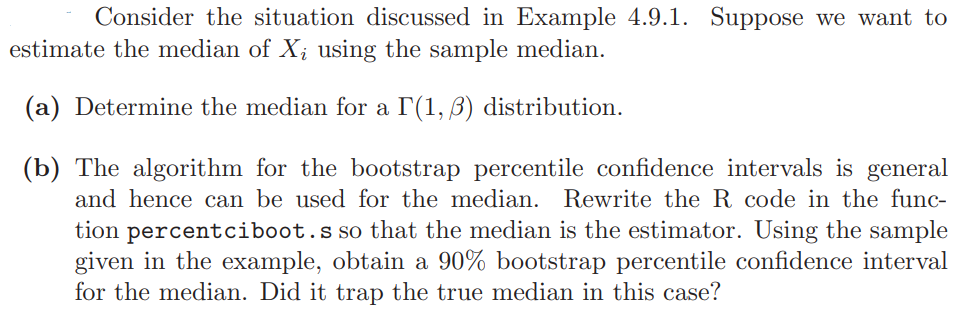 Consider the situation discussed in Example 4.9.1. Suppose we want to
estimate the median of Xᵢ using the sample median.
(a) Determine the median for a Γ(1, β) distribution.
(b) The algorithm for the bootstrap percentile confidence intervals is general
and hence can be used for the median. Rewrite the R code in the func-
tion percentciboot.s so that the median is the estimator. Using the sample
given in the example, obtain a 90% bootstrap percentile confidence interval
for the median. Did it trap the true median in this case?